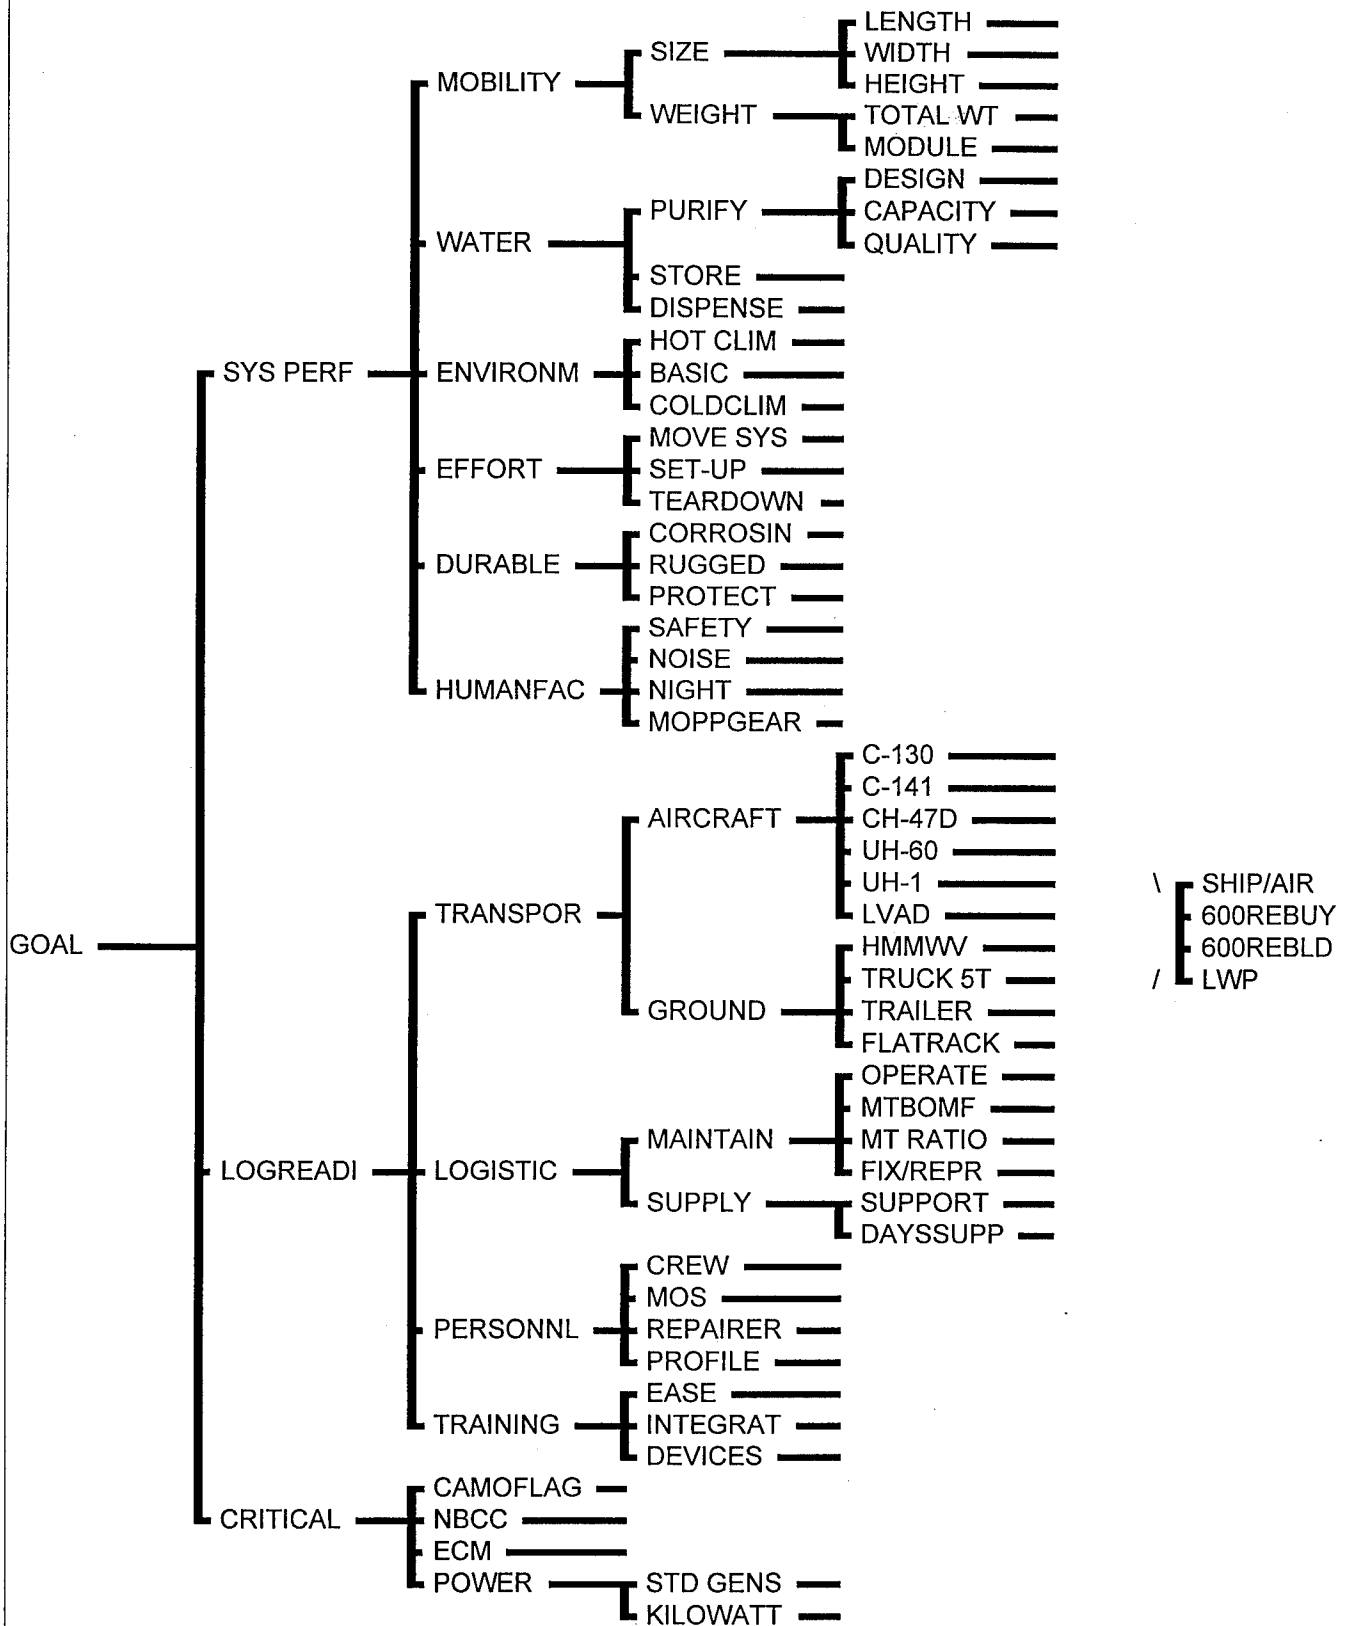 LENGTH
SIZE WIDTH
MOBILITY HEIGHT
WEIGHT TOTAL WT
MODULE
DESIGN
PURIFY CAPACITY
WATER QUALITY
STORE
DISPENSE
HOT CLIM
SYS PERF ENVIRONM BASIC
COLDCLIM
MOVE SYS
EFFORT SET-UP
TEARDOWN
CORROSIN
DURABLE RUGGED
PROTECT
SAFETY
NOISE
HUMANFAC NIGHT
MOPPGEAR
C-130
C-141
AIRCRAFT CH-47D
UH-60
UH-1 \ SHIP/AIR
TRANSPOR LVAD 600REBUY
GOAL HMMWV 600REBLD
TRUCK 5T / LWP
GROUND TRAILER
FLATRACK
OPERATE
MTBOMF
MAINTAIN MT RATIO
LOGREADI LOGISTIC FIX/REPR
SUPPLY SUPPORT
DAYSSUPP
CREW
MOS
PERSONNL REPAIRER
PROFILE
EASE
TRAINING INTEGRAT
DEVICES
CAMOFLAG
CRITICAL NBCC
ECM
POWER STD GENS
KILOWATT